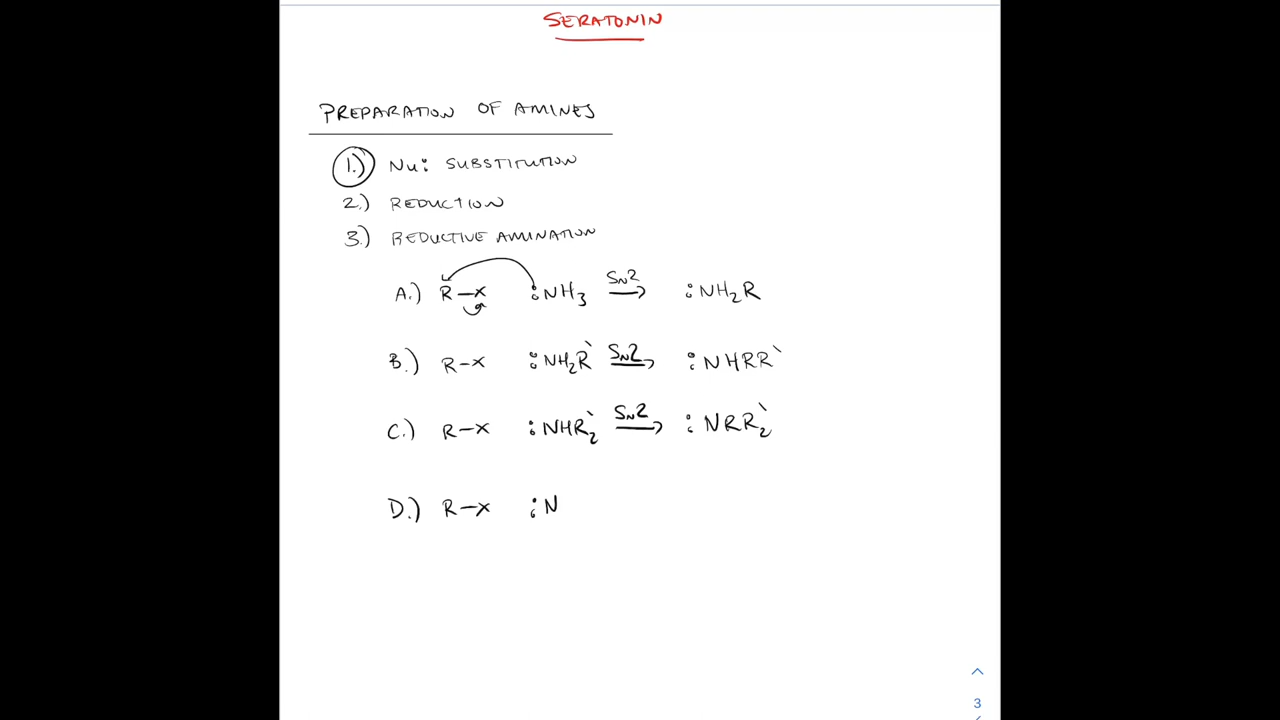 SERATONIN
PREPARATION OF AMINES
1.) Nu: SUBSTITUTION
2.) REDUCTION
3.) REDUCTIVE AMINATION
A.) R-X :NH3 SN2 → :NH2R
B.) R-X :NH2R` SN2 → :NHRR`
C.) R-X :NHR`2 SN2 → :NRR`2
D.) R-X :N
3